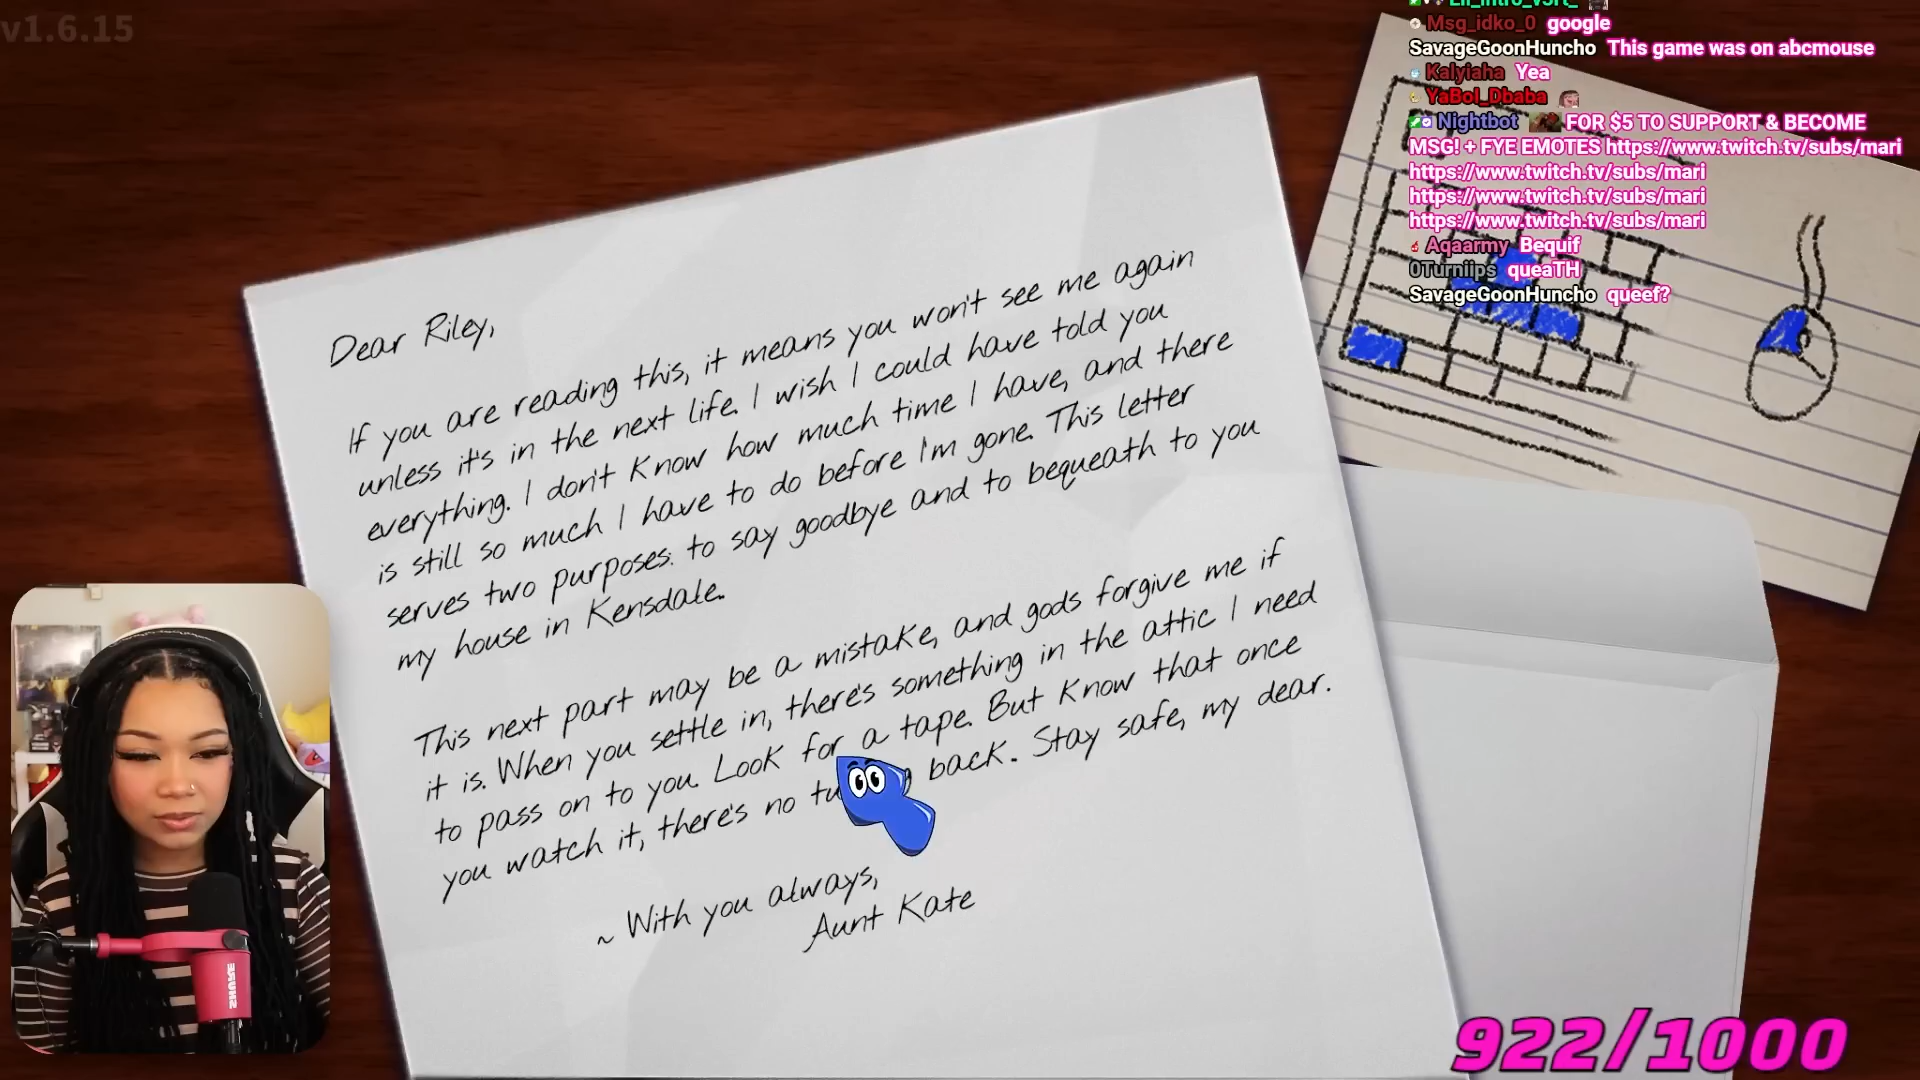 v1.6.15
Msg_idko_0 google
SavageGoonHuncho This game was on abcmouse
Kalyiaha Yea
YaBoI_Dbaba
Nightbot FOR $5 TO SUPPORT & BECOME
MSG! + FYE EMOTES https://www.twitch.tv/subs/mari
https://www.twitch.tv/subs/mari
https://www.twitch.tv/subs/mari
https://www.twitch.tv/subs/mari
Aqaarmy Bequif
0Turniips queaTH
SavageGoonHuncho queef?
Dear Riley,
If you are reading this, it means you won't see me again
unless it's in the next life. I wish I could have told you
everything. I don't know how much time I have, and there
is still so much I have to do before I'm gone. This letter
serves two purposes: to say goodbye and to bequeath to you
my house in Kensdale.
This next part may be a mistake, and gods forgive me if
it is. When you settle in, there's something in the attic I need
to pass on to you. Look for a tape. But know that once
you watch it, there's no back. Stay safe, my dear.
~ With you always,
Aunt Kate
SHURE
922/1000